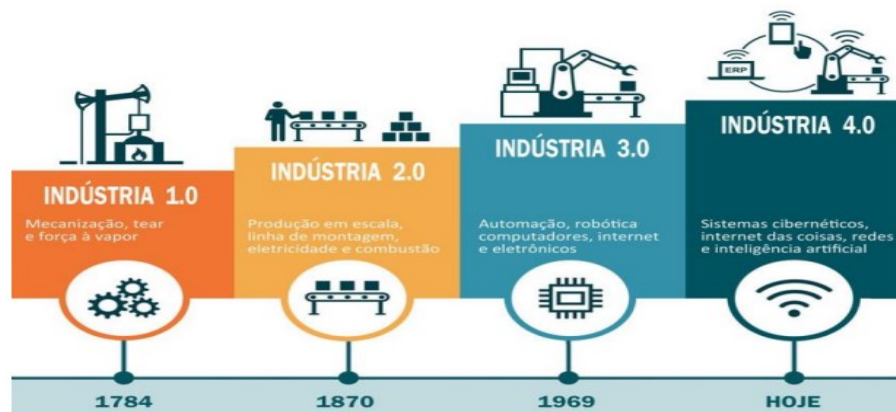 INDÚSTRIA 1.0
Mecanização, tear
e força à vapor
1784
INDÚSTRIA 2.0
Produção em escala,
linha de montagem,
eletricidade e combustão
1870
INDÚSTRIA 3.0
Automação, robótica
computadores, internet
e eletrônicos
1969
ERP
INDÚSTRIA 4.0
Sistemas cibernéticos,
internet das coisas, redes
e inteligência artificial
HOJE